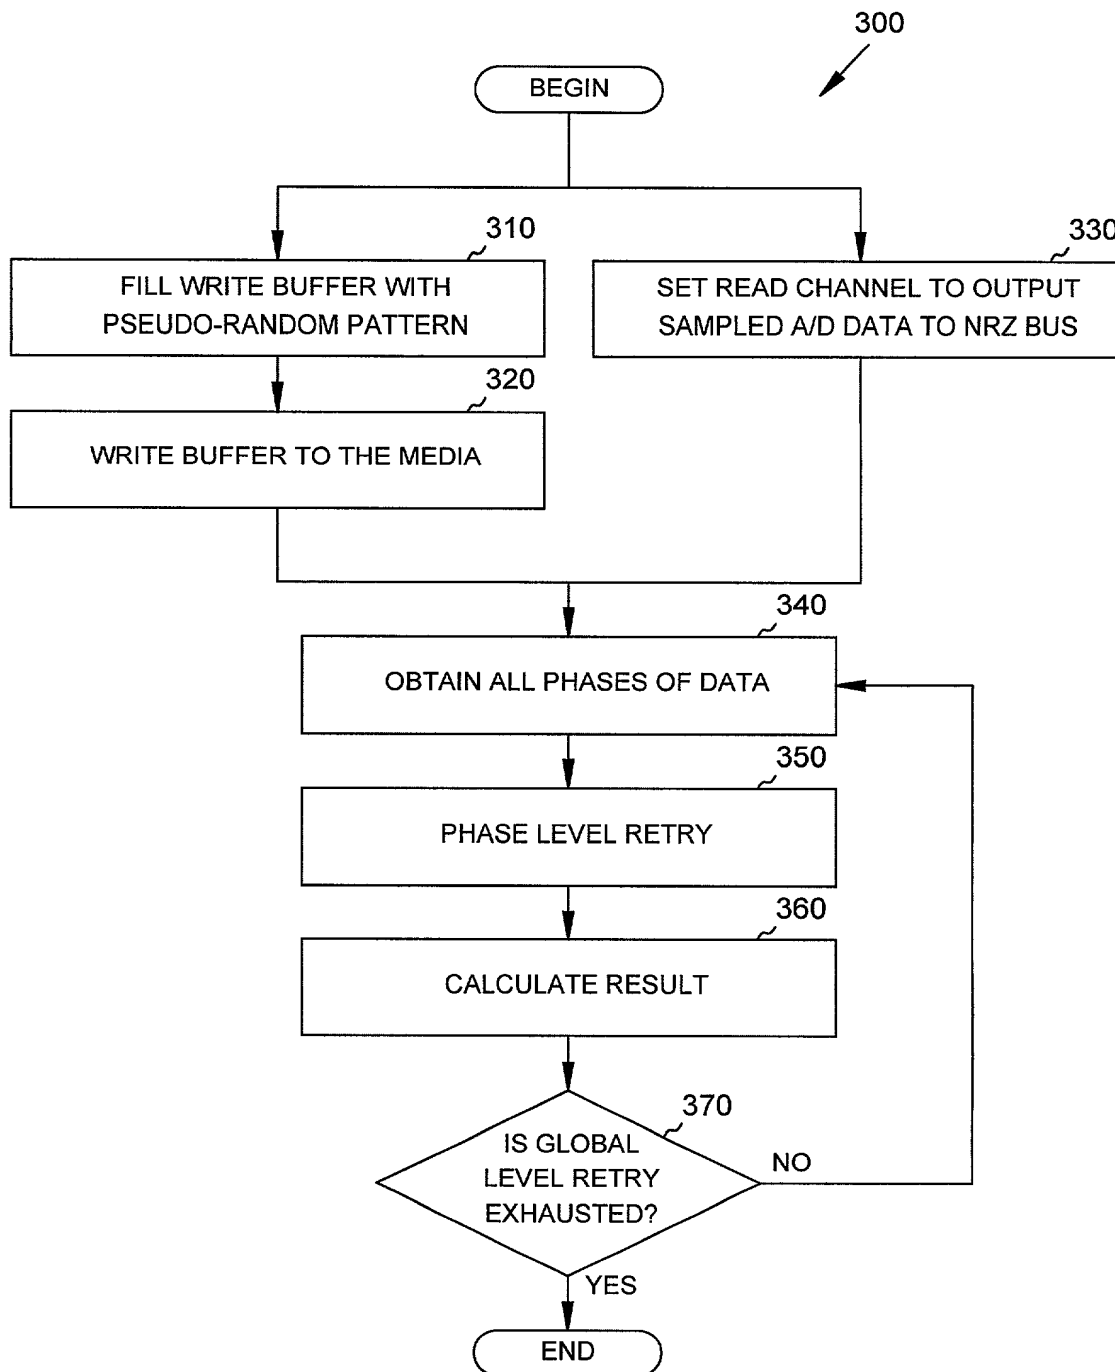 300
BEGIN
310
FILL WRITE BUFFER WITH
PSEUDO-RANDOM PATTERN
330
SET READ CHANNEL TO OUTPUT
SAMPLED A/D DATA TO NRZ BUS
320
WRITE BUFFER TO THE MEDIA
340
OBTAIN ALL PHASES OF DATA
350
PHASE LEVEL RETRY
360
CALCULATE RESULT
370
IS GLOBAL
LEVEL RETRY
EXHAUSTED?
NO
YES
END